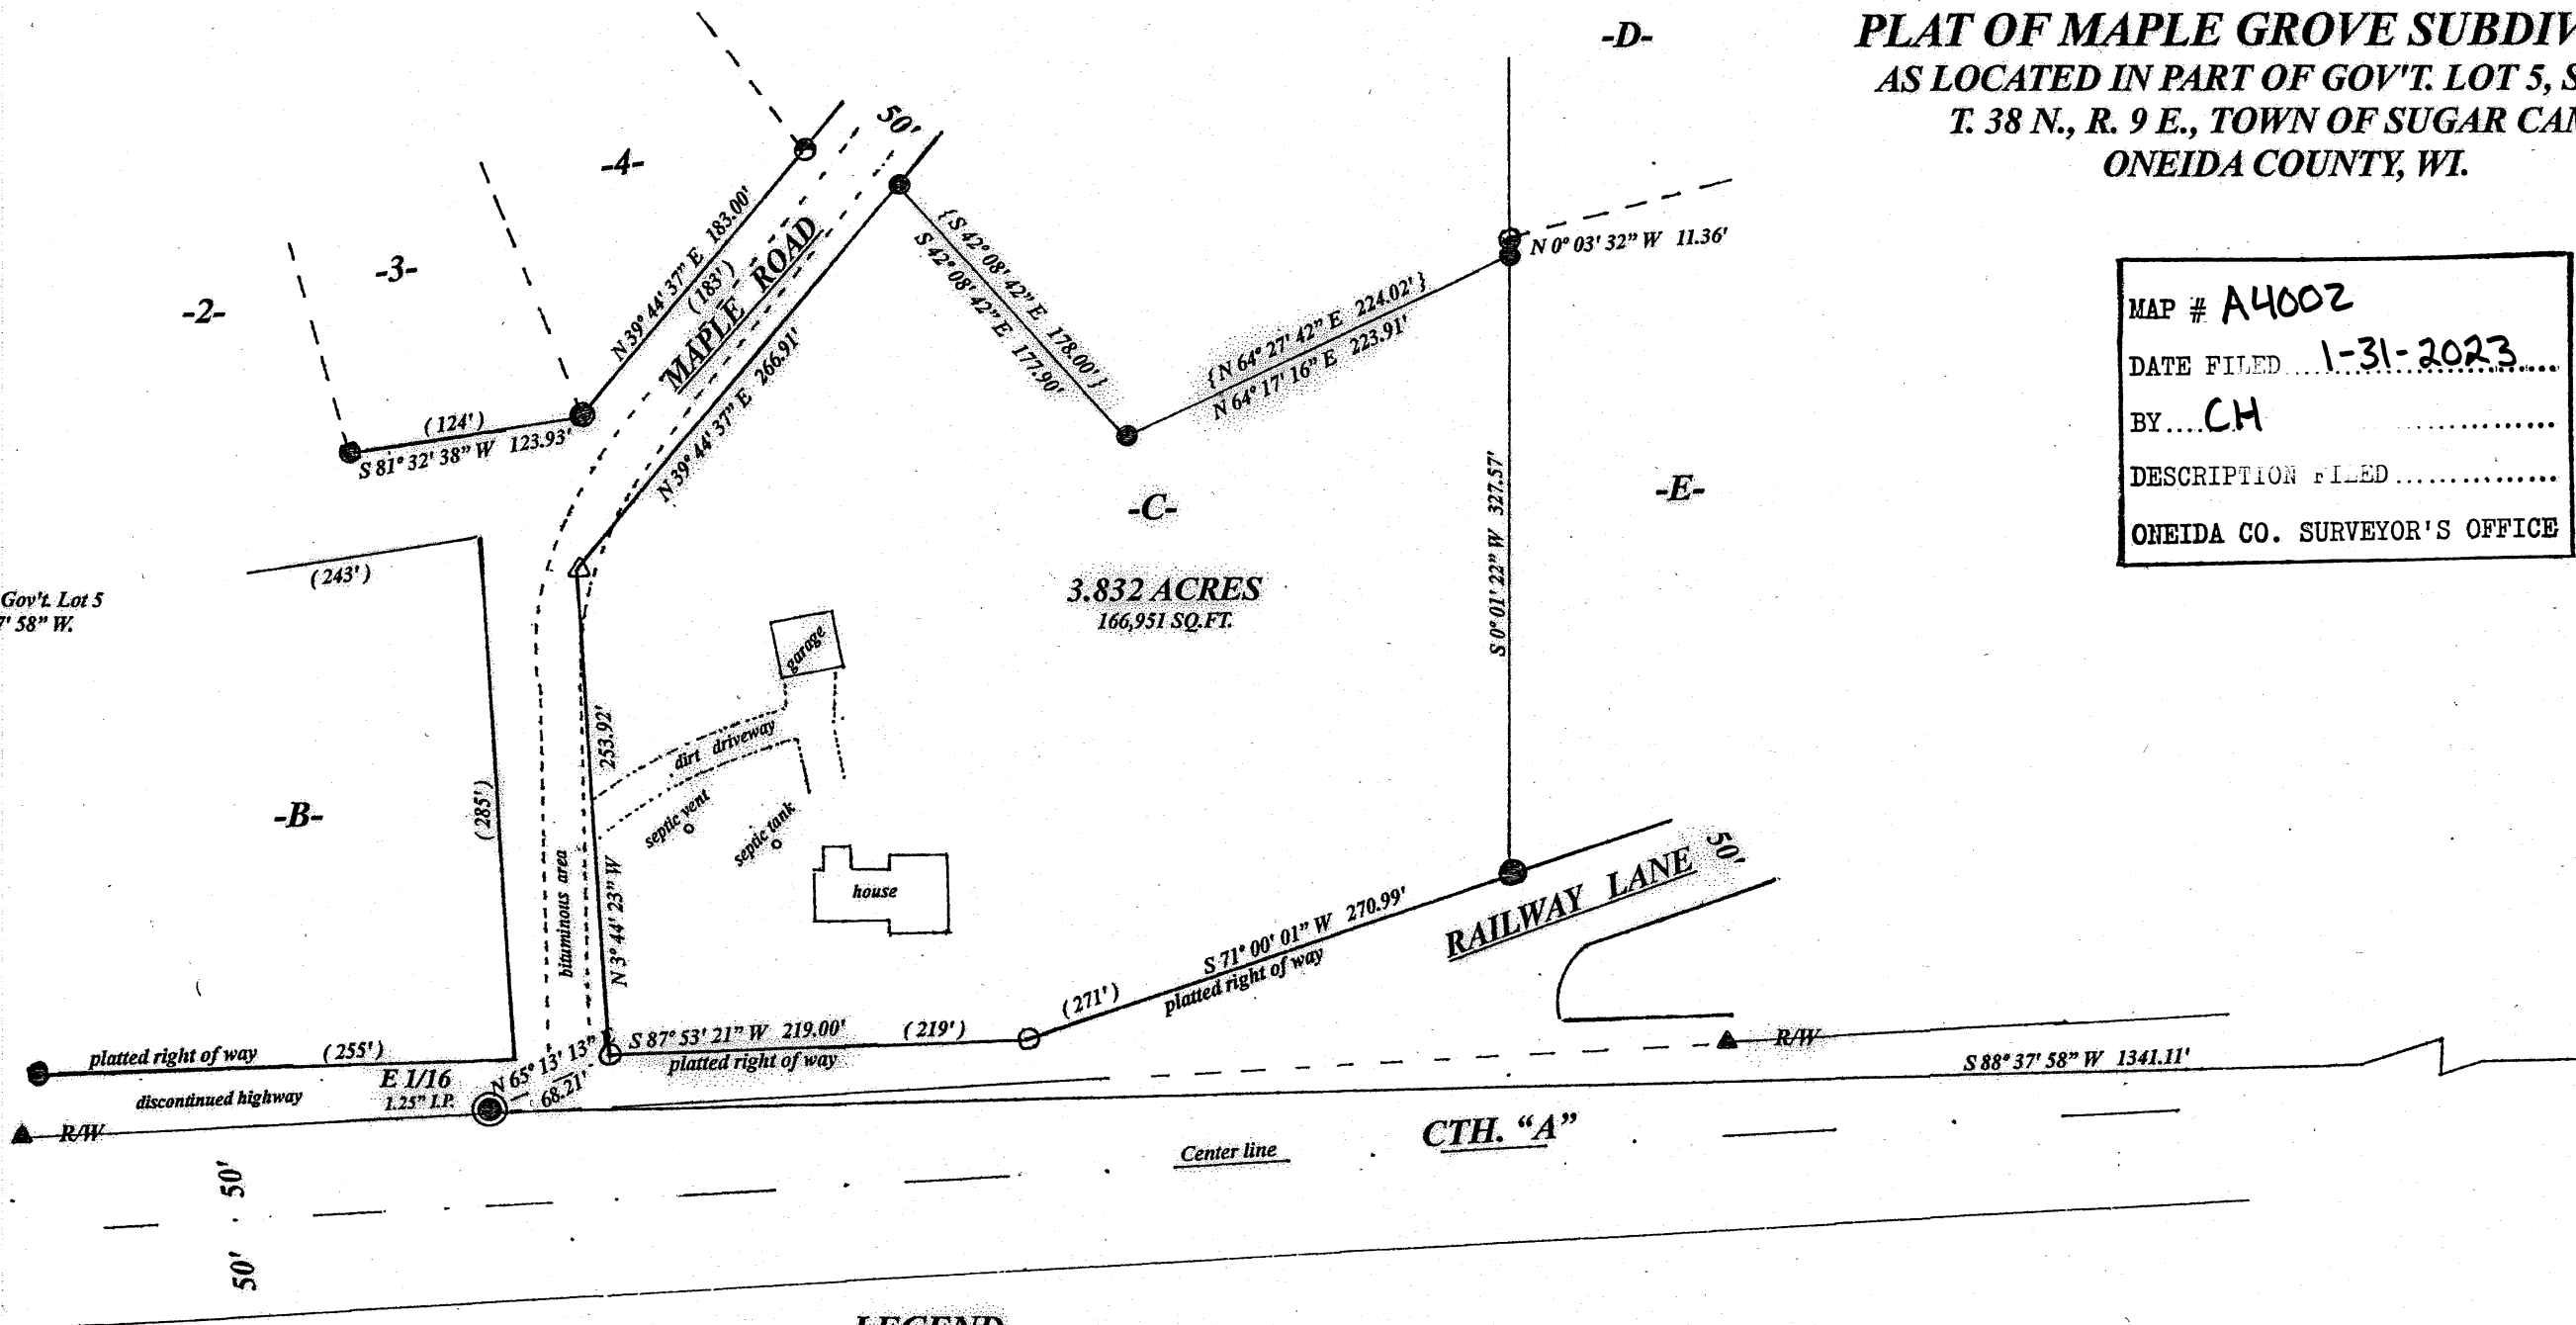 PLAT OF MAPLE GROVE
AS LOCATED IN PART OF GOV'T. LOT 5,
T. 38 N., R. 9 E., TOWN OF SUGAR
ONEIDA COUNTY, WI.
MAP # A4002
DATE FILED 1-31-2023
BY CH
DESCRIPTION FILED
ONEIDA CO. SURVEYOR'S OFFICE
-D-
50'
-4-
-3-
-2-
N 39° 44' 37" E 183.00'
(183')
MAPLE ROAD
N 39° 44' 37" E 266.91'
{S 42° 08' 42" E 178.00'}
S 42° 08' 42" E 177.90'
{N 64° 27' 42" E 224.02'}
N 64° 17' 16" E 223.91'
N 0° 03' 32" W 11.36'
(124')
S 81° 32' 38" W 123.93'
-C-
3.832 ACRES
166,951 SQ.FT.
S 0° 01' 22" W 327.57'
-E-
(243')
Gov't. Lot 5
58" W.
garage
253.92'
dirt driveway
septic vent
septic tank
house
-B-
(285')
bituminous area
N 3° 44' 23" W
S 71° 00' 01" W 270.99'
(271')
platted right of way
RAILWAY LANE 50'
platted right of way (255')
S 87° 53' 21" W 219.00' (219')
platted right of way
N 65° 13' 13" E
68.21'
E 1/16
1.25" I.P.
discontinued highway
R/W
R/W
S 88° 37' 58" W 1341.11'
CTH. "A"
Center line
50'
50'
LEGEND